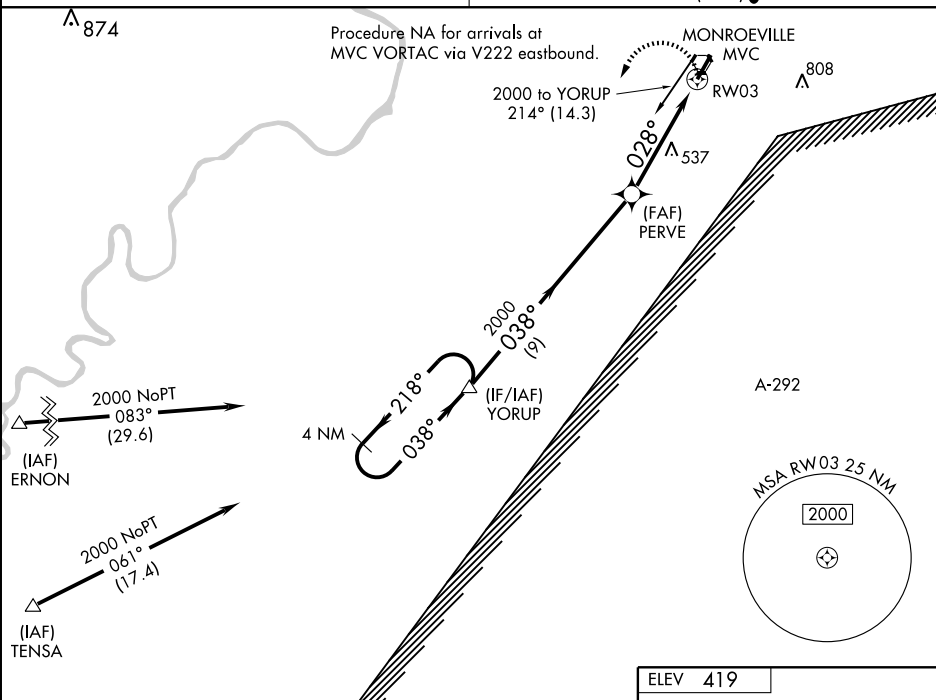 874
Procedure NA for arrivals at
MVC VORTAC via V222 eastbound.
MONROEVILLE
MVC
808
RW03
2000 to YORUP
214° (14.3)
028°
537
(FAF)
PERVE
2000
038°
(9)
218°
038°
4 NM
(IF/IAF)
YORUP
A-292
2000 NoPT
083°
(29.6)
(IAF)
ERNON
2000 NoPT
061°
(17.4)
(IAF)
TENSA
MSA RW03 25 NM
2000
ELEV 419